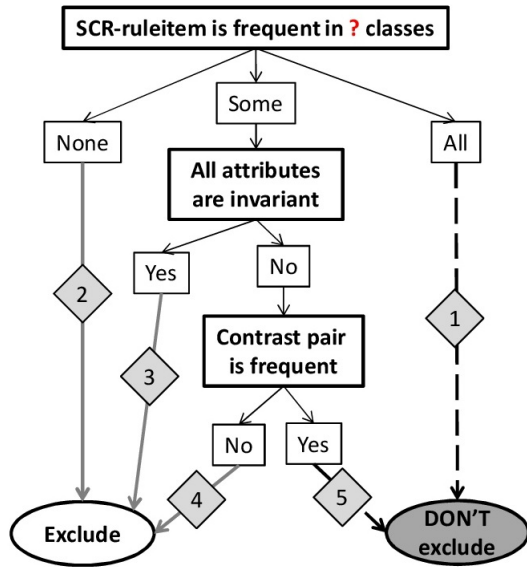 SCR-ruleitem is frequent in ? classes
Some
None
All
All attributes
are invariant
Yes
No
2
1
3
Contrast pair
is frequent
No
Yes
4
5
Exclude
DON'T
exclude